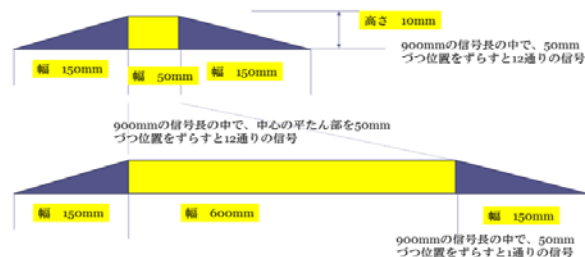 高さ 10mm
900mmの信号長の中で、50mm
づつ位置をずらすと12通りの信号
幅 150mm
幅 50mm
幅 150mm
900mmの信号長の中で、中心の平たん部を50mm
づつ位置をずらすと12通りの信号
幅 150mm
幅 600mm
幅 150mm
900mmの信号長の中で、50mm
づつ位置をずらすと1通りの信号